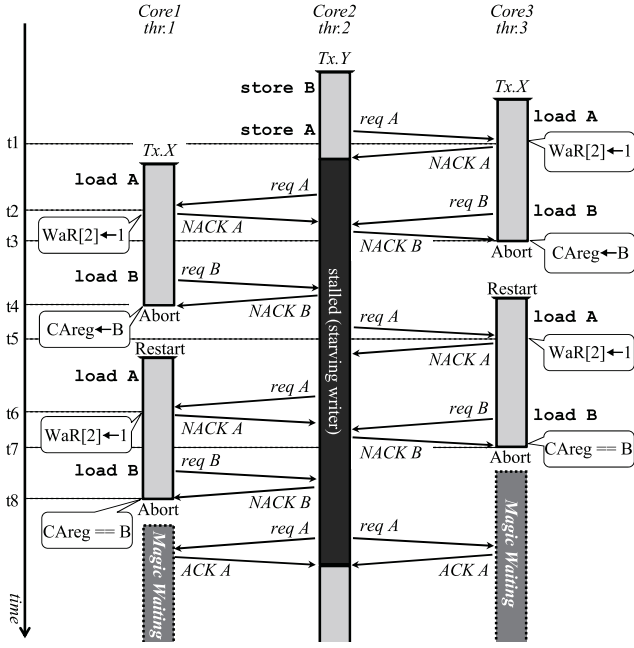 Core1
thr.1
Core2
thr.2
Core3
thr.3
Tx.Y
store B
Tx.X
req A
load A
store A
t1
Tx.X
NACK A
WaR[2]←1
load A
req A
req B
load B
t2
WaR[2]←1
NACK A
t3
NACK B
Abort
CAreg←B
load B
req B
stalled (starving writer)
Restart
t4
CAreg←B
Abort
NACK B
load A
req A
t5
Restart
NACK A
WaR[2]←1
load A
req A
req B
load B
t6
WaR[2]←1
NACK A
t7
NACK B
Abort
CAreg == B
load B
req B
t8
NACK B
Abort
CAreg == B
req A
req A
Magic Waiting
Magic Waiting
ACK A
ACK A
time